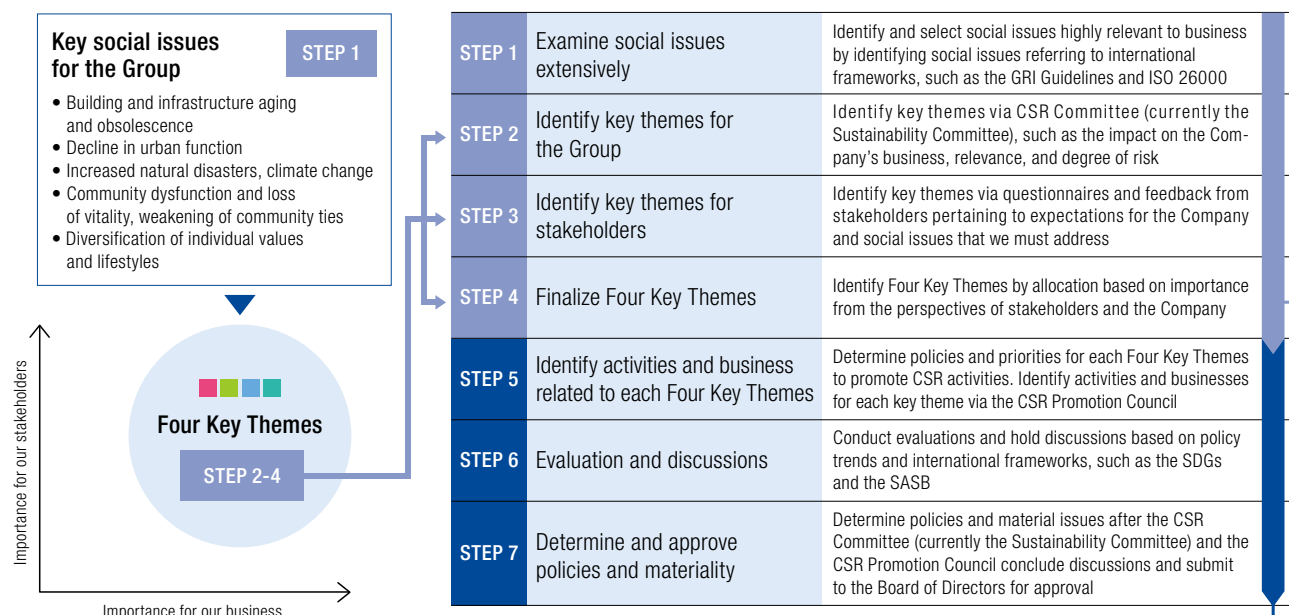 Key social issues
for the Group
STEP 1
• Building and infrastructure aging
and obsolescence
• Decline in urban function
• Increased natural disasters, climate change
• Community dysfunction and loss
of vitality, weakening of community ties
• Diversification of individual values
and lifestyles
Importance for our stakeholders
Four Key Themes
STEP 2-4
Importance for our business
STEP 1
Examine social issues
extensively
Identify and select social issues highly relevant to business
by identifying social issues referring to international
frameworks, such as the GRI Guidelines and ISO 26000
STEP 2
Identify key themes for
the Group
Identify key themes via CSR Committee (currently the
Sustainability Committee), such as the impact on the Com-
pany's business, relevance, and degree of risk
STEP 3
Identify key themes for
stakeholders
Identify key themes via questionnaires and feedback from
stakeholders pertaining to expectations for the Company
and social issues that we must address
STEP 4
Finalize Four Key Themes
Identify Four Key Themes by allocation based on importance
from the perspectives of stakeholders and the Company
STEP 5
Identify activities and business
related to each Four Key Themes
Determine policies and priorities for each Four Key Themes
to promote CSR activities. Identify activities and businesses
for each key theme via the CSR Promotion Council
STEP 6
Evaluation and discussions
Conduct evaluations and hold discussions based on policy
trends and international frameworks, such as the SDGs
and the SASB
STEP 7
Determine and approve
policies and materiality
Determine policies and material issues after the CSR
Committee (currently the Sustainability Committee) and the
CSR Promotion Council conclude discussions and submit
to the Board of Directors for approval